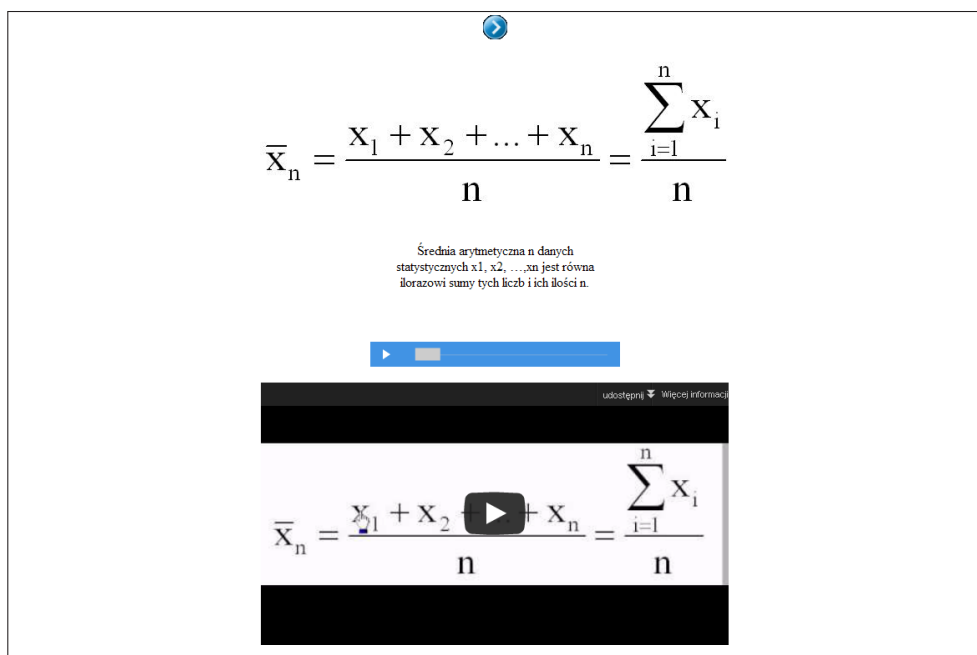 x̄ₙ = (x₁ + x₂ + ... + xₙ) / n = (∑ᵢ₌₁ⁿ xᵢ) / n
Średnia arytmetyczna n danych
statystycznych x1, x2, …,xn jest równa
ilorazowi sumy tych liczb i ich ilości n.
udostępnij Więcej informacji
x̄ₙ = (x₁ + x₂ + ... + xₙ) / n = (∑ᵢ₌₁ⁿ xᵢ) / n